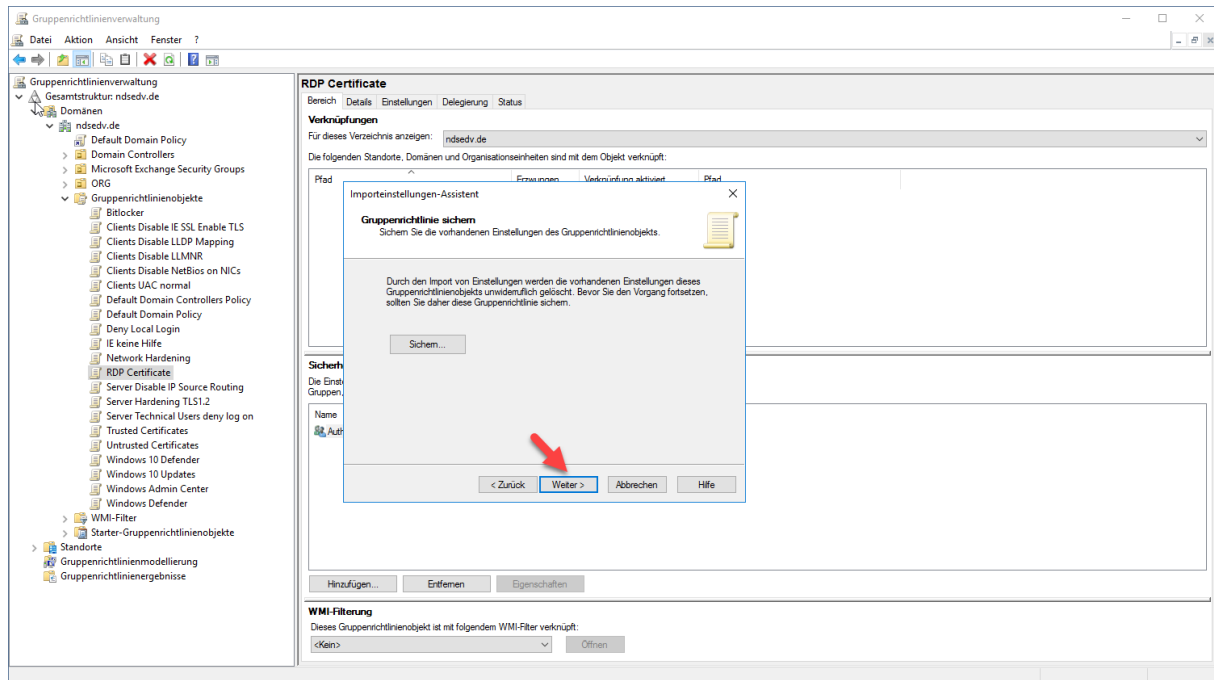 Gruppenrichtlinienverwaltung
Datei Aktion Ansicht Fenster ?
Gruppenrichtlinienverwaltung
Gesamtstruktur: ndsedv.de
Domänen
ndsedv.de
Default Domain Policy
Domain Controllers
Microsoft Exchange Security Groups
ORG
Gruppenrichtlinienobjekte
Bitlocker
Clients Disable IE SSL Enable TLS
Clients Disable LLDP Mapping
Clients Disable LLMNR
Clients Disable NetBios on NICs
Clients UAC normal
Default Domain Controllers Policy
Default Domain Policy
Deny Local Login
IE keine Hilfe
Network Hardening
RDP Certificate
Server Disable IP Source Routing
Server Hardening TLS1.2
Server Technical Users deny log on
Trusted Certificates
Untrusted Certificates
Windows 10 Defender
Windows 10 Updates
Windows Admin Center
Windows Defender
WMI-Filter
Starter-Gruppenrichtlinienobjekte
Standorte
Gruppenrichtlinienmodellierung
Gruppenrichtlinienergebnisse
RDP Certificate
Bereich Details Einstellungen Delegierung Status
Verknüpfungen
Für dieses Verzeichnis anzeigen: ndsedv.de
Die folgenden Standorte, Domänen und Organisationseinheiten sind mit dem Objekt verknüpft:
Pfad Erzwungen Verknüpfung aktiviert Pfad
Importeinstellungen-Assistent
Gruppenrichtlinie sichern
Sichern Sie die vorhandenen Einstellungen des Gruppenrichtlinienobjekts.
Durch den Import von Einstellungen werden die vorhandenen Einstellungen dieses
Gruppenrichtlinienobjekts unwiderruflich gelöscht. Bevor Sie den Vorgang fortsetzen,
sollten Sie daher diese Gruppenrichtlinie sichern.
Sichern...
< Zurück Weiter > Abbrechen Hilfe
Sicherh
Die Einst
Gruppen,
Name
Auth
Hinzufügen... Entfernen Eigenschaften
WMI-Filterung
Dieses Gruppenrichtlinienobjekt ist mit folgendem WMI-Filter verknüpft:
<Kein> Öffnen